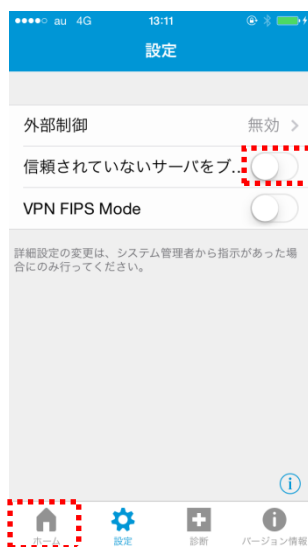 au 4G 13:11
設定
外部制御 無効 >
信頼されていないサーバをブ...
VPN FIPS Mode
詳細設定の変更は、システム管理者から指示があった場
合にのみ行ってください。
ホーム 設定 診断 バージョン情報